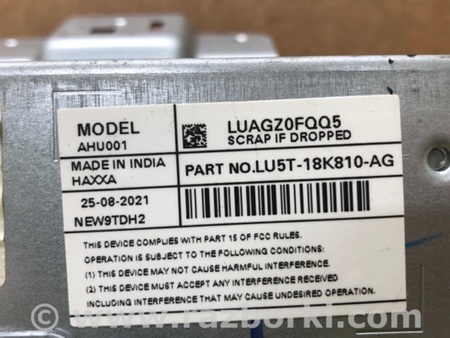 MODEL
AHU001
LUAGZ0FQQ5
SCRAP IF DROPPED
MADE IN INDIA
HAXXA
PART NO.LU5T-18K810-AG
25-08-2021
NEW9TDH2
THIS DEVICE COMPLIES WITH PART 15 OF FCC RULES.
OPERATION IS SUBJECT TO THE FOLLOWING CONDITIONS:
(1) THIS DEVICE MAY NOT CAUSE HARMFUL INTERFERENCE.
(2) THIS DEVICE MUST ACCEPT ANY INTERFERENCE
INCLUDING INTERFERENCE THAT MAY CAUSE UNDESIRED OPERATION.
www.razborki.com